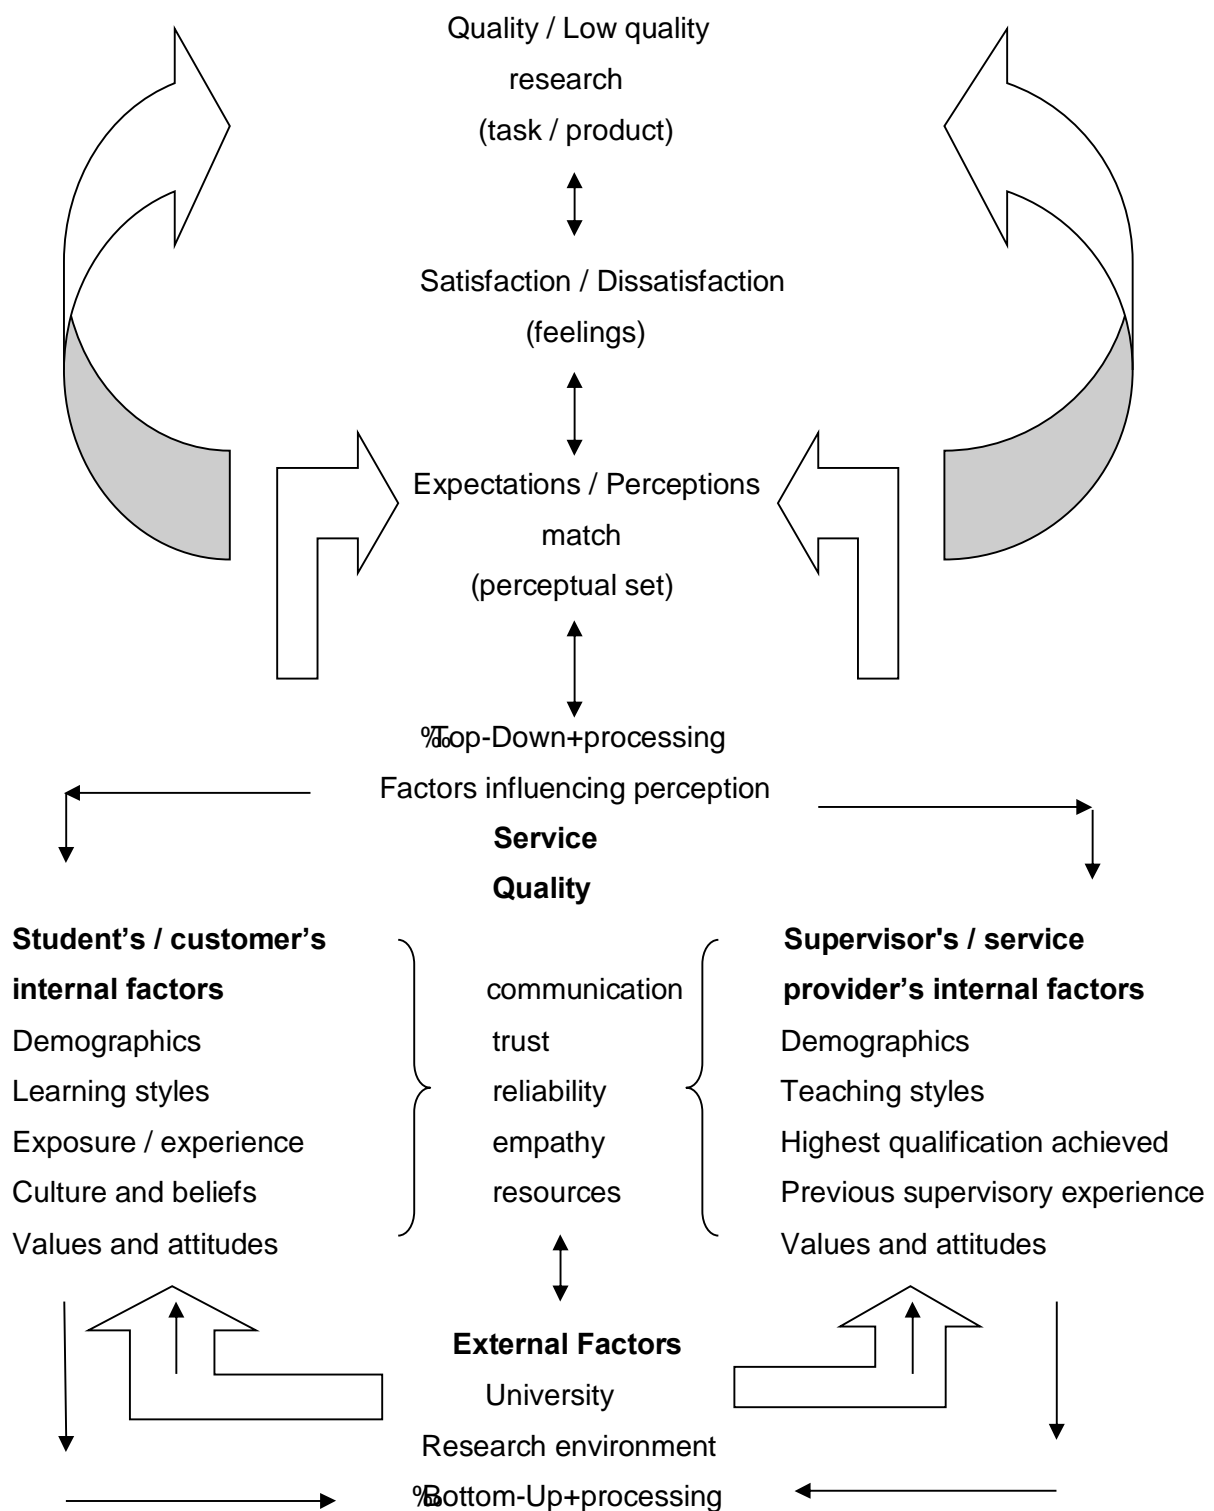 Quality / Low quality
research
(task / product)
Satisfaction / Dissatisfaction
(feelings)
Expectations / Perceptions
match
(perceptual set)
‰Top-Down+processing
Factors influencing perception
Service
Quality
Student’s / customer’s
internal factors
Demographics
Learning styles
Exposure / experience
Culture and beliefs
Values and attitudes
communication
trust
reliability
empathy
resources
Supervisor's / service
provider’s internal factors
Demographics
Teaching styles
Highest qualification achieved
Previous supervisory experience
Values and attitudes
External Factors
University
Research environment
‰Bottom-Up+processing